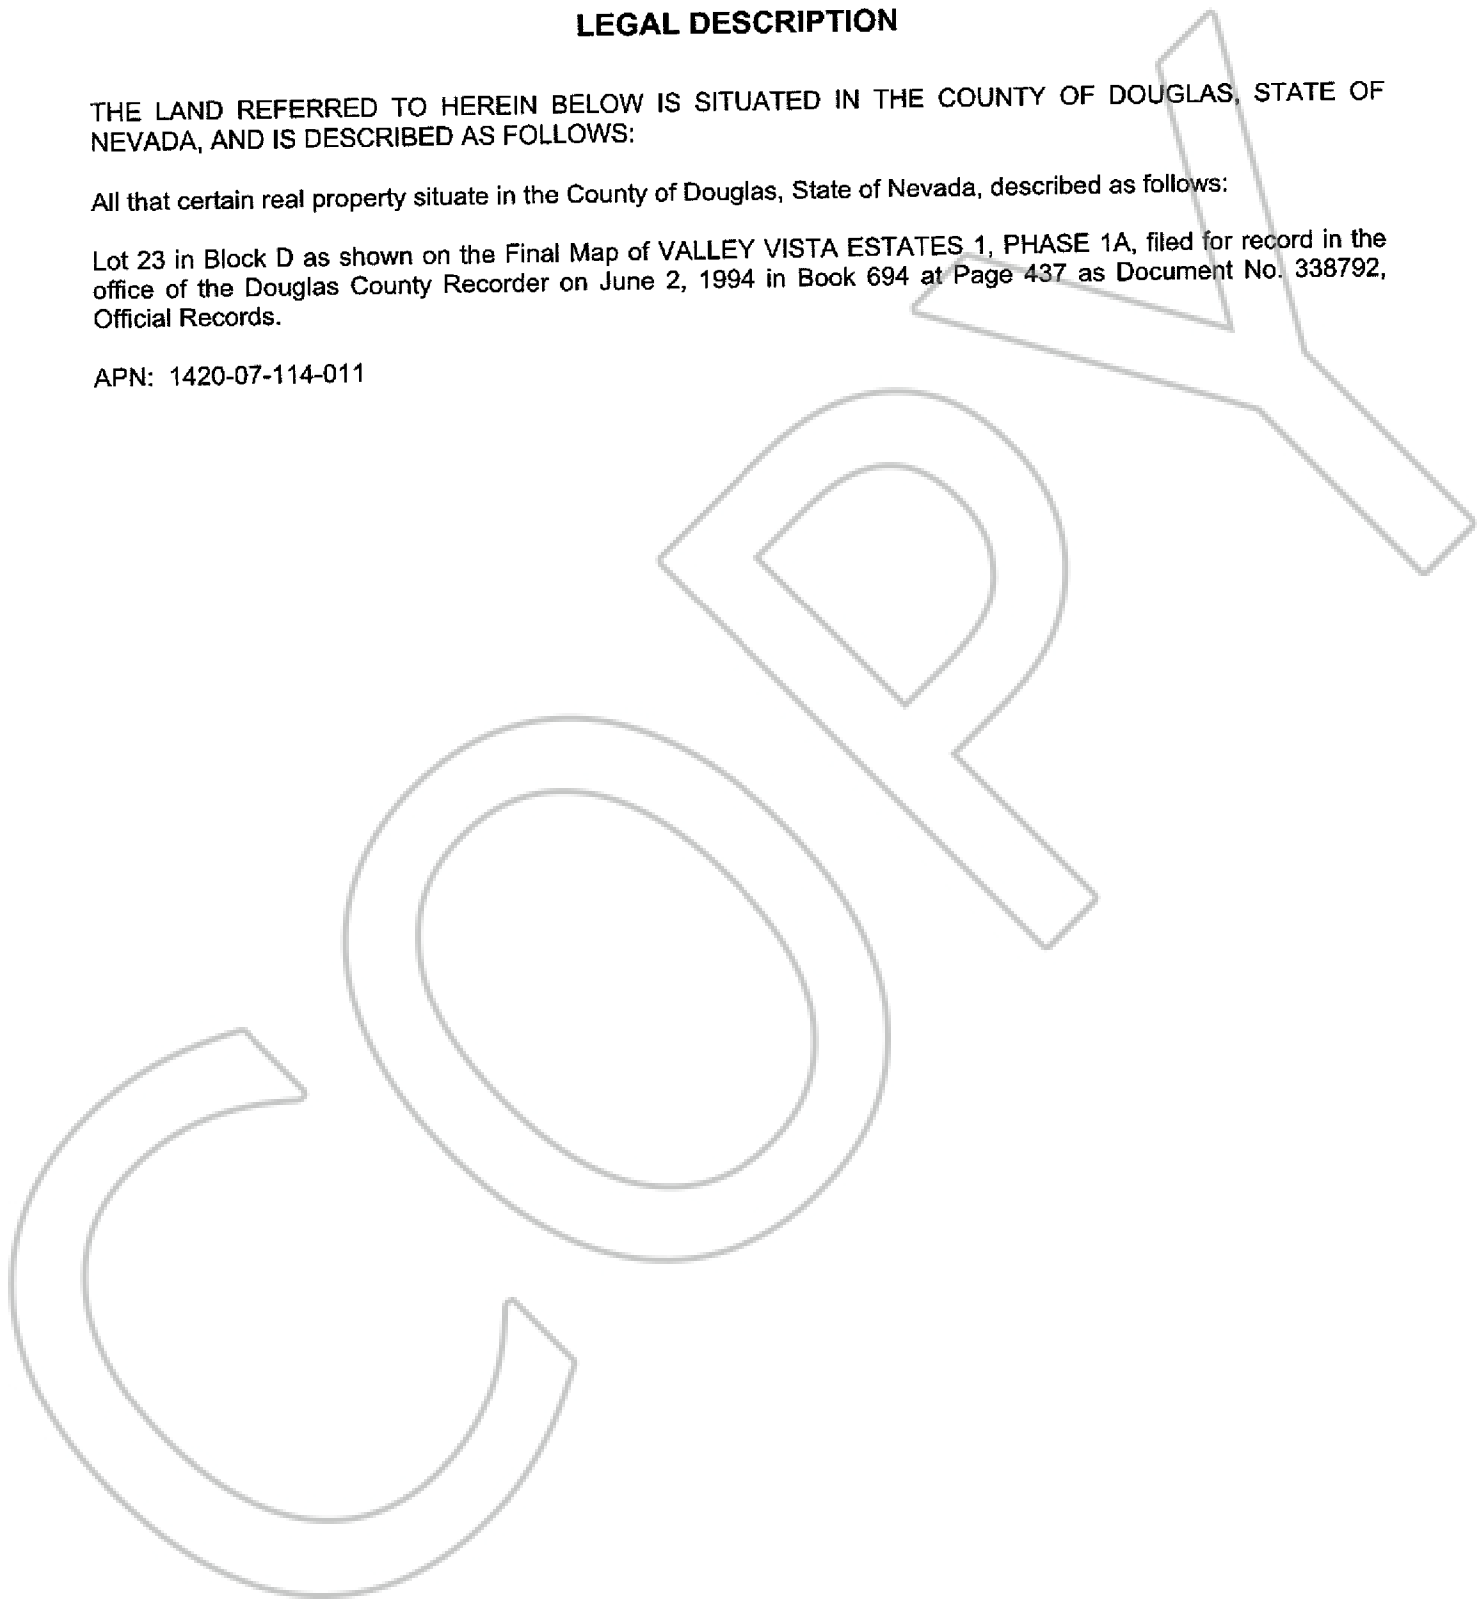 LEGAL DESCRIPTION
THE LAND REFERRED TO HEREIN BELOW IS SITUATED IN THE COUNTY OF DOUGLAS, STATE OF
NEVADA, AND IS DESCRIBED AS FOLLOWS:
All that certain real property situate in the County of Douglas, State of Nevada, described as follows:
Lot 23 in Block D as shown on the Final Map of VALLEY VISTA ESTATES 1, PHASE 1A, filed for record in the
office of the Douglas County Recorder on June 2, 1994 in Book 694 at Page 437 as Document No. 338792,
Official Records.
APN: 1420-07-114-011
COPY